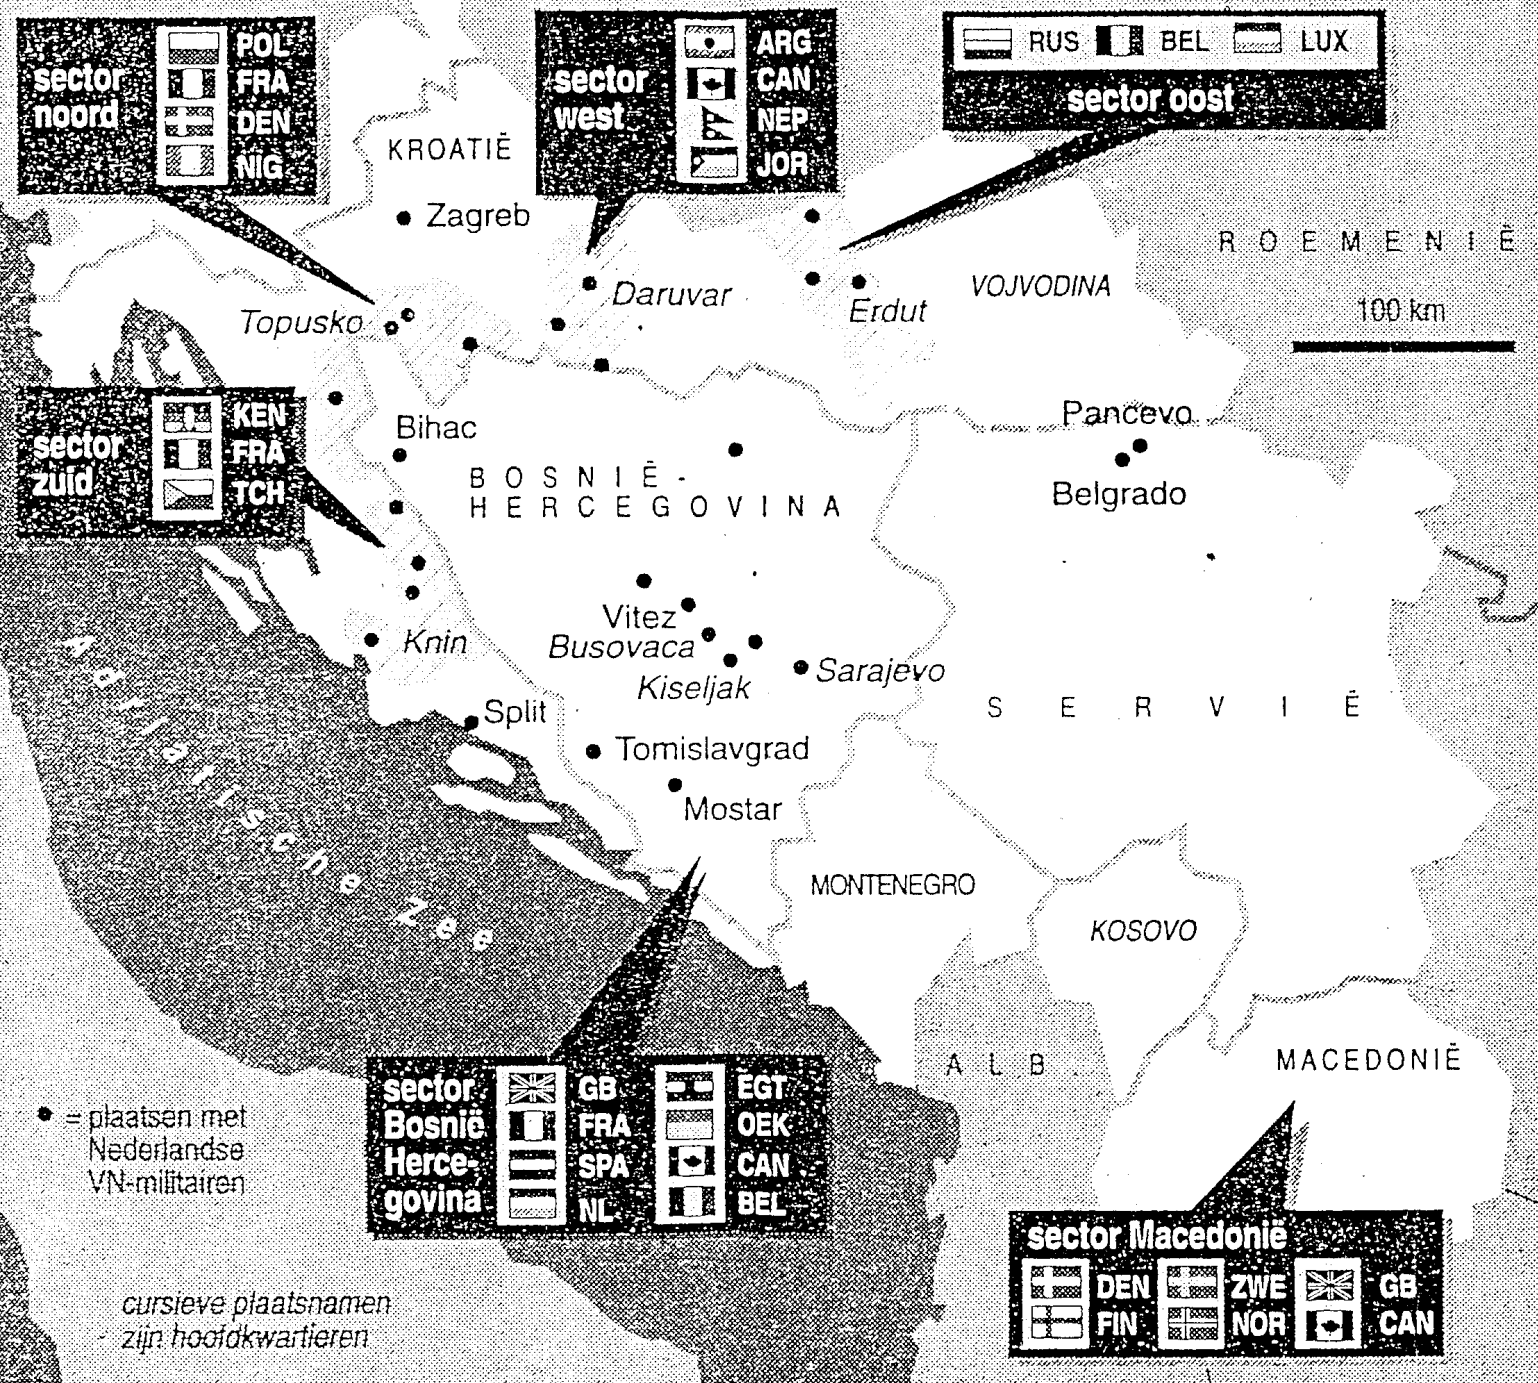 sector
noord
POL
FRA
DEN
NIG
sector
west
ARG
CAN
NEP
JOR
RUS BEL LUX
sector oost
KROATIË
Zagreb
ROEMENIË
100 km
VOJVODINA
Daruvar
Erdut
Topusko
sector
zuid
KEN
FRA
TCH
Bihac
BOSNIË-
HERCEGOVINA
Pancevo
Belgrado
Vitez
Busovaca
Kiseljak
Sarajevo
Knin
Split
Tomislavgrad
Mostar
SERVIË
Adriatische Zee
MONTENEGRO
KOSOVO
ALB.
MACEDONIË
sector
Bosnië
Herce-
govina
GB
FRA
SPA
NL
EGT
OEK
CAN
BEL
= plaatsen met
Nederlandse
VN-militairen
cursieve plaatsnamen
zijn hoofdkwartieren
sector Macedonië
DEN ZWE GB
FIN NOR CAN